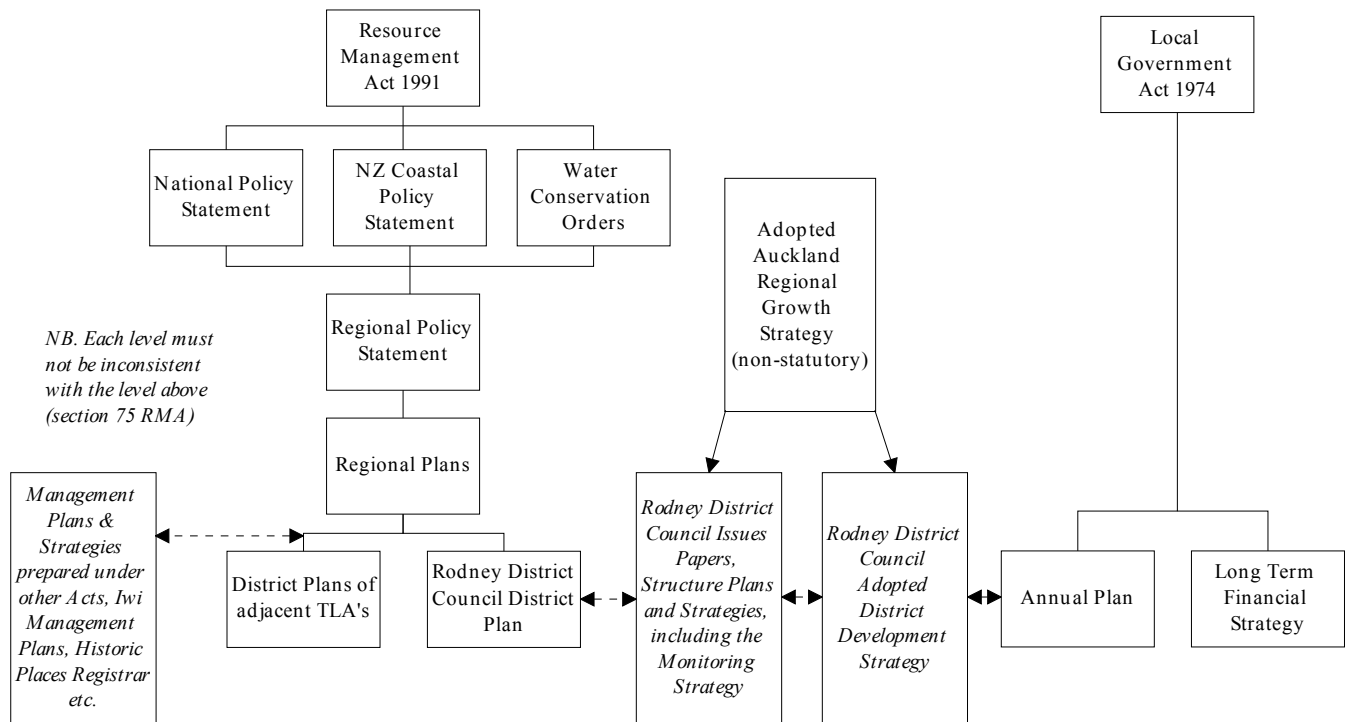 Resource
Management
Act 1991
Local
Government
Act 1974
National Policy
Statement
NZ Coastal
Policy
Statement
Water
Conservation
Orders
Adopted
Auckland
Regional
Growth
Strategy
(non-statutory)
NB. Each level must
not be inconsistent
with the level above
(section 75 RMA)
Regional Policy
Statement
Regional Plans
Management
Plans &
Strategies
prepared under
other Acts, Iwi
Management
Plans, Historic
Places Registrar
etc.
District Plans of
adjacent TLA's
Rodney District
Council District
Plan
Rodney District
Council Issues
Papers,
Structure Plans
and Strategies,
including the
Monitoring
Strategy
Rodney District
Council
Adopted
District
Development
Strategy
Annual Plan
Long Term
Financial
Strategy